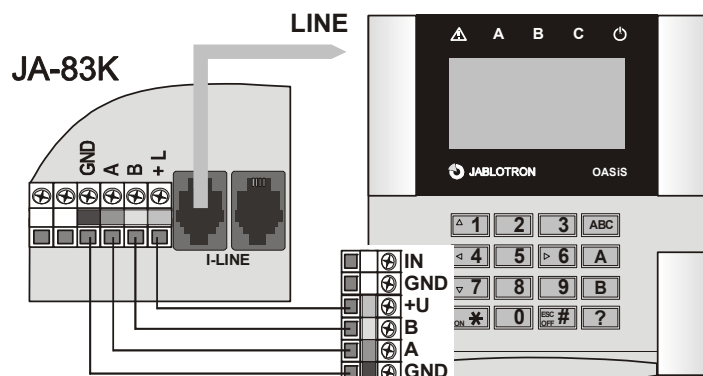 LINE
JA-83K
GND
A
B
+L
I-LINE
A B C
JABLOTRON OASiS
1 2 3 ABC
4 5 6 A
7 8 9 B
ON * 0 ESC OFF # ?
IN
GND
+U
B
A
GND